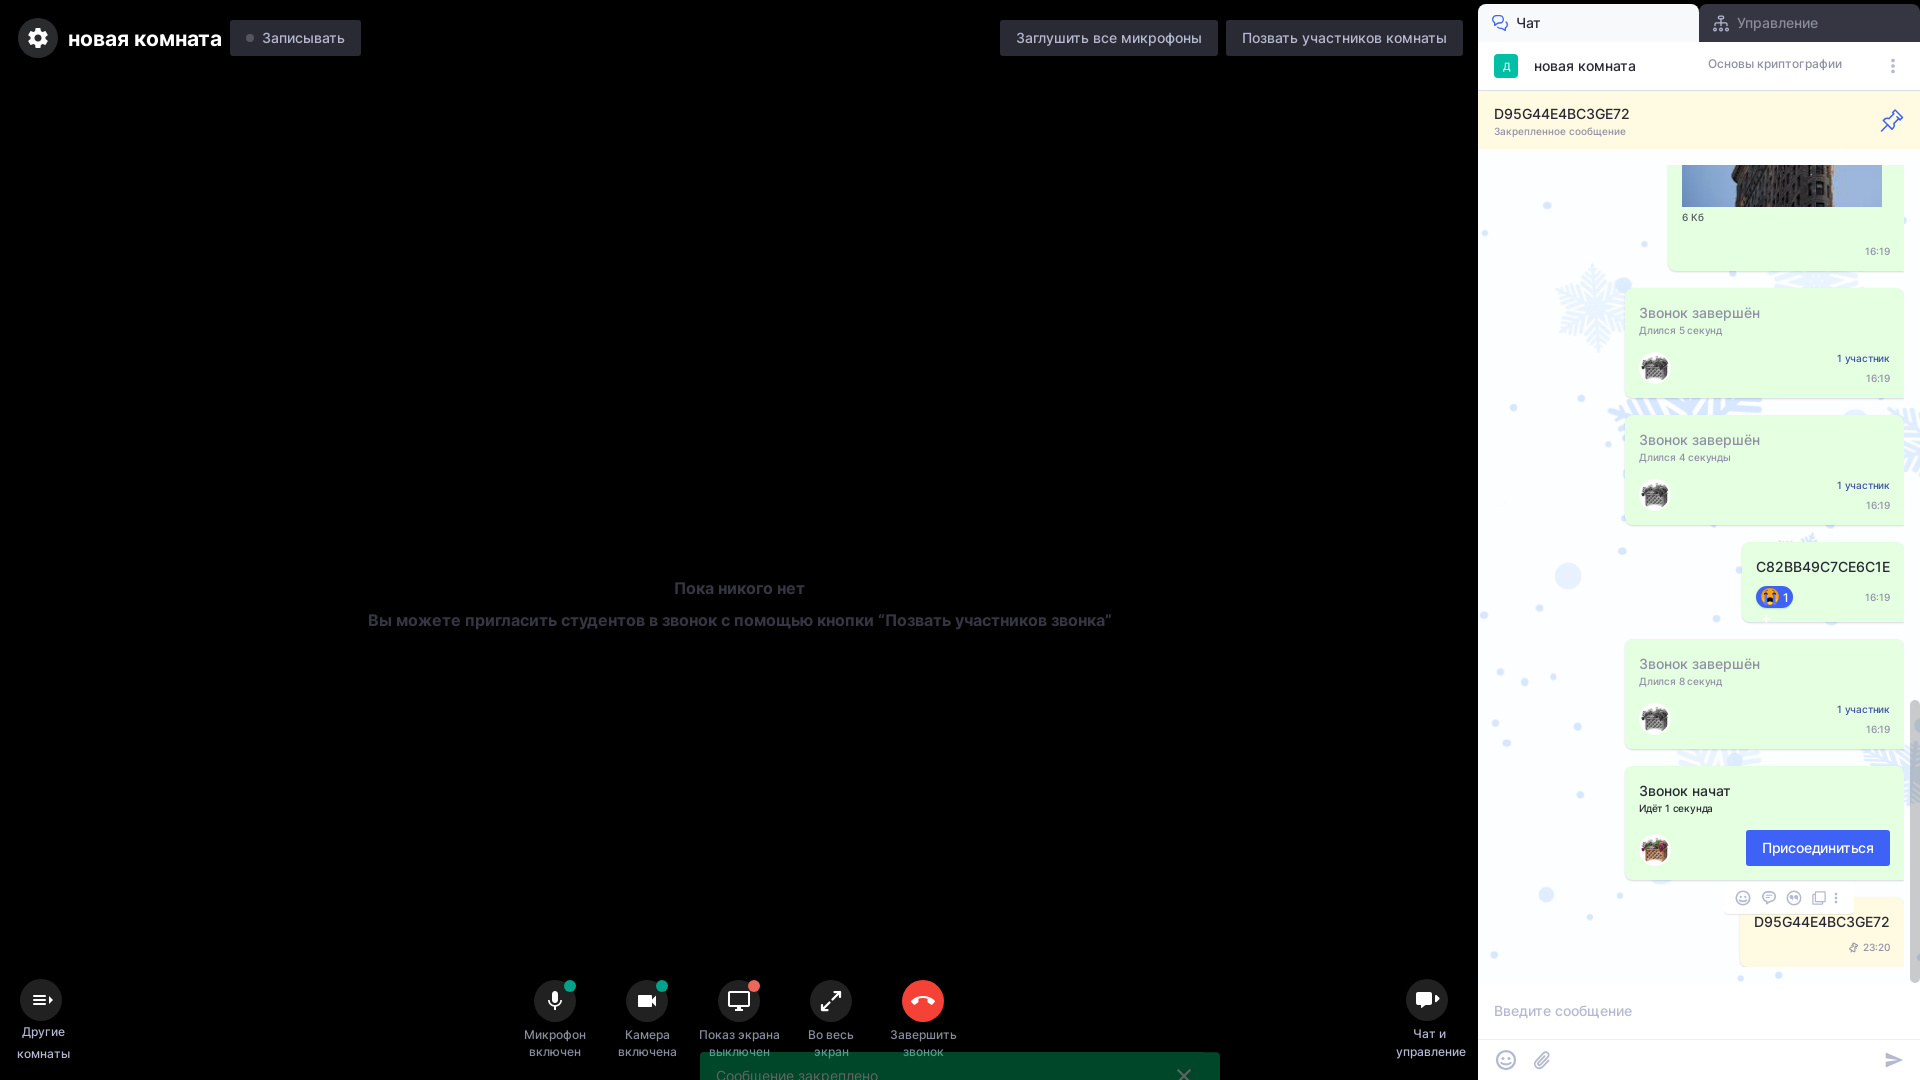 новая комната
Записывать
Заглушить все микрофоны
Позвать участников комнаты
Пока никого нет
Вы можете пригласить студентов в звонок с помощью кнопки “Позвать участников звонка”
Другие
комнаты
Микрофон
включен
Камера
включена
Показ экрана
выключен
Во весь
экран
Завершить
звонок
Чат и
управление
Сообщение закреплено
Чат
Управление
Д
новая комната
Основы криптографии
D95G44E4BC3GE72
Закрепленное сообщение
6 Кб
16:19
Звонок завершён
Длился 5 секунд
1 участник
16:19
Звонок завершён
Длился 4 секунды
1 участник
16:19
C82BB49C7CE6C1E
1
16:19
Звонок завершён
Длился 8 секунд
1 участник
16:19
Звонок начат
Идёт 1 секунда
Присоединиться
D95G44E4BC3GE72
23:20
Введите сообщение